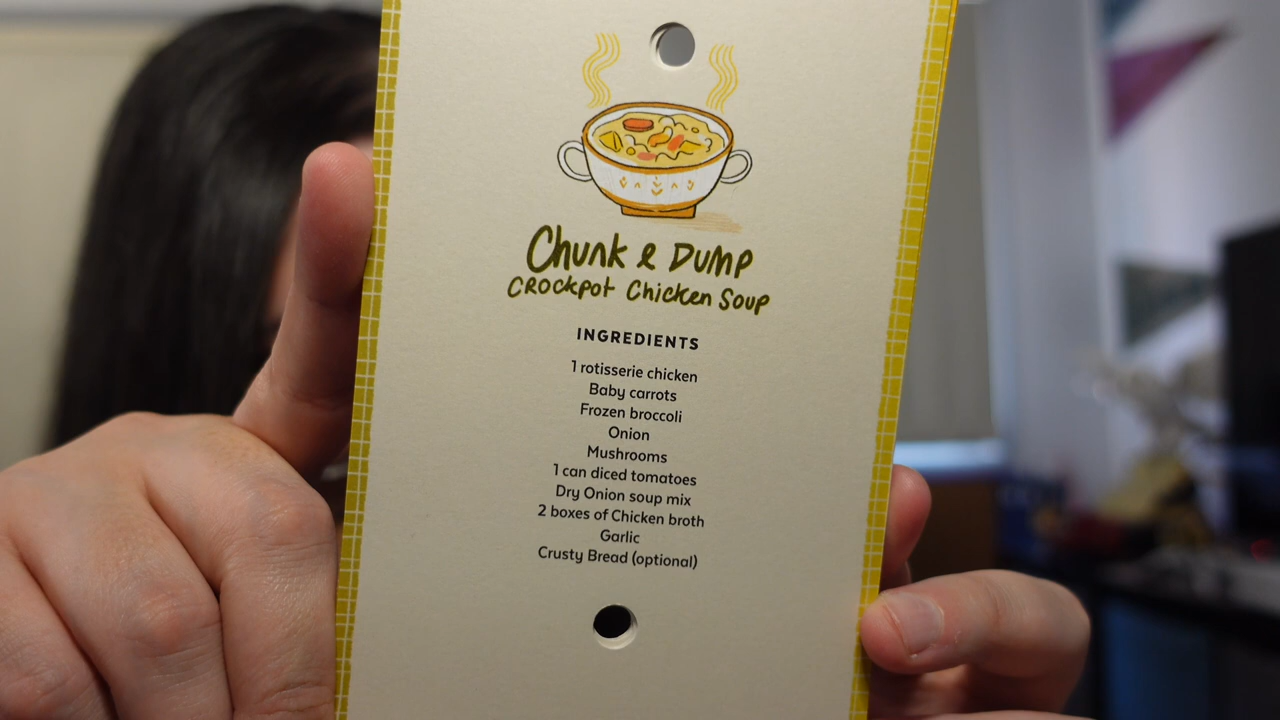 Chunk & Dump
Crockpot Chicken Soup
INGREDIENTS
1 rotisserie chicken
Baby carrots
Frozen broccoli
Onion
Mushrooms
1 can diced tomatoes
Dry Onion soup mix
2 boxes of Chicken broth
Garlic
Crusty Bread (optional)